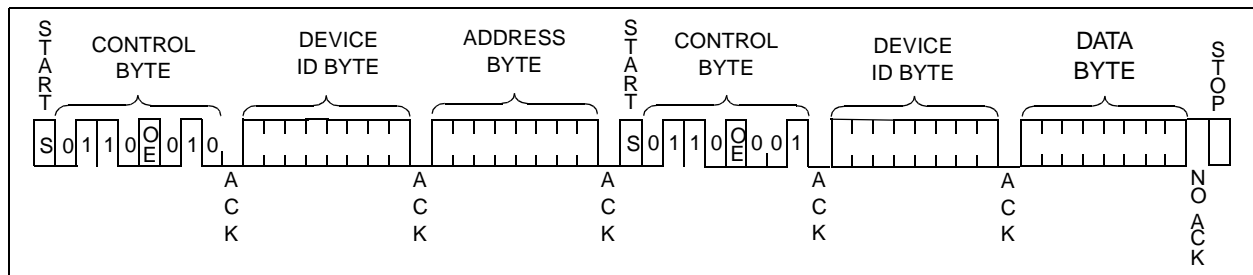 START
CONTROL
BYTE
DEVICE
ID BYTE
ADDRESS
BYTE
START
CONTROL
BYTE
DEVICE
ID BYTE
DATA
BYTE
STOP
S 0 1 1 0 OE 0 1 0
S 0 1 1 0 OE 0 0 1
ACK
ACK
ACK
ACK
ACK
NO ACK